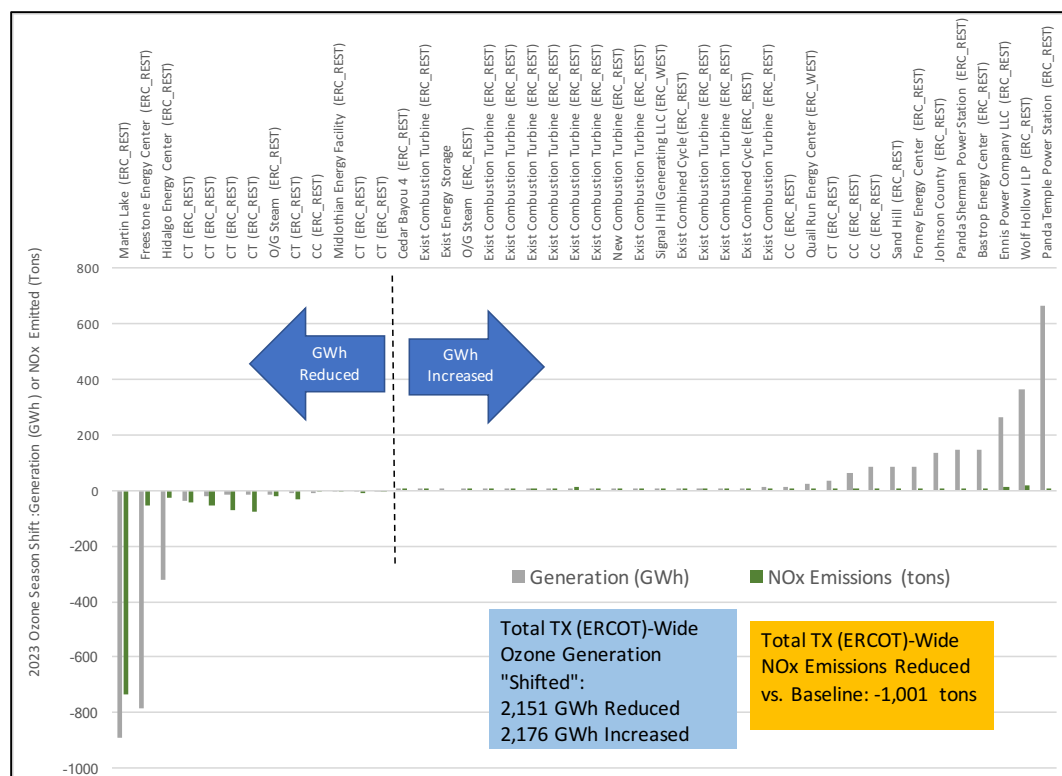 Martin Lake (ERC_REST)
Freestone Energy Center (ERC_REST)
Hidalgo Energy Center (ERC_REST)
CT (ERC_REST)
CT (ERC_REST)
CT (ERC_REST)
CT (ERC_REST)
O/G Steam (ERC_REST)
CT (ERC_REST)
CC (ERC_REST)
Midlothian Energy Facility (ERC_REST)
CT (ERC_REST)
CT (ERC_REST)
Cedar Bayou 4 (ERC_REST)
Exist Combustion Turbine (ERC_REST)
Exist Energy Storage
O/G Steam (ERC_REST)
Exist Combustion Turbine (ERC_REST)
Exist Combustion Turbine (ERC_REST)
Exist Combustion Turbine (ERC_REST)
Exist Combustion Turbine (ERC_REST)
Exist Combustion Turbine (ERC_REST)
Exist Combustion Turbine (ERC_REST)
New Combustion Turbine (ERC_REST)
Exist Combustion Turbine (ERC_REST)
Signal Hill Generating LLC (ERC_WEST)
Exist Combined Cycle (ERC_REST)
Exist Combustion Turbine (ERC_REST)
Exist Combustion Turbine (ERC_REST)
Exist Combined Cycle (ERC_REST)
Exist Combustion Turbine (ERC_REST)
CC (ERC_REST)
Quail Run Energy Center (ERC_WEST)
CT (ERC_REST)
CC (ERC_REST)
CC (ERC_REST)
Sand Hill (ERC_REST)
Forney Energy Center (ERC_REST)
Johnson County (ERC_REST)
Panda Sherman Power Station (ERC_REST)
Bastrop Energy Center (ERC_REST)
Ennis Power Company LLC (ERC_REST)
Wolf Hollow I LP (ERC_REST)
Panda Temple Power Station (ERC_REST)
2023 Ozone Season Shift :Generation (GWh) or NOx Emitted (Tons)
800
600
400
200
0
-200
-400
-600
-800
-1000
GWh
Reduced
GWh
Increased
Generation (GWh)
NOx Emissions (tons)
Total TX (ERCOT)-Wide
Ozone Generation
"Shifted":
2,151 GWh Reduced
2,176 GWh Increased
Total TX (ERCOT)-Wide
NOx Emissions Reduced
vs. Baseline: -1,001 tons